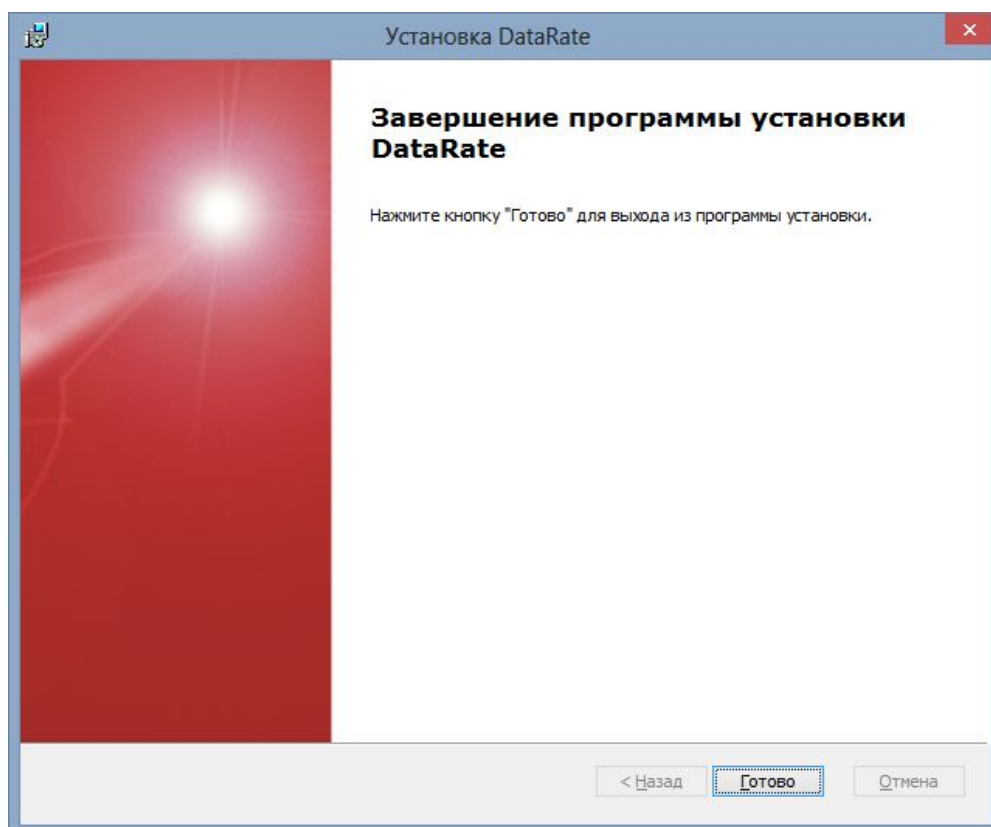 Установка DataRate
Завершение программы установки
DataRate
Нажмите кнопку "Готово" для выхода из программы установки.
< Назад
Готово
Отмена